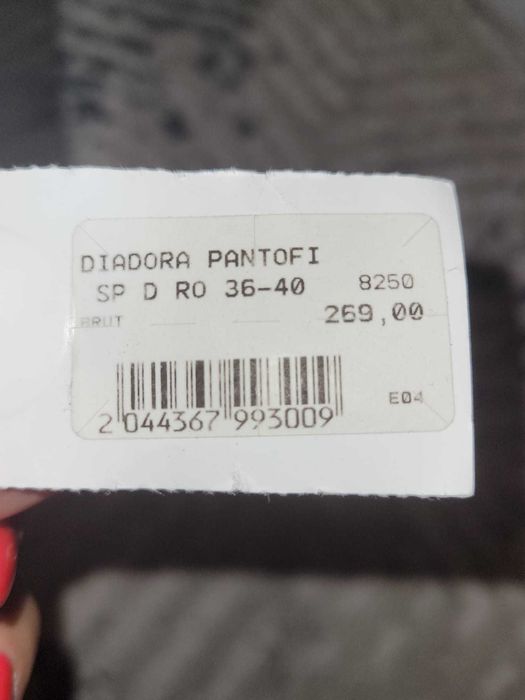 DIADORA PANTOFI
SP D RO 36-40 8250
BRUT 269,00
E04
2 044367 993009